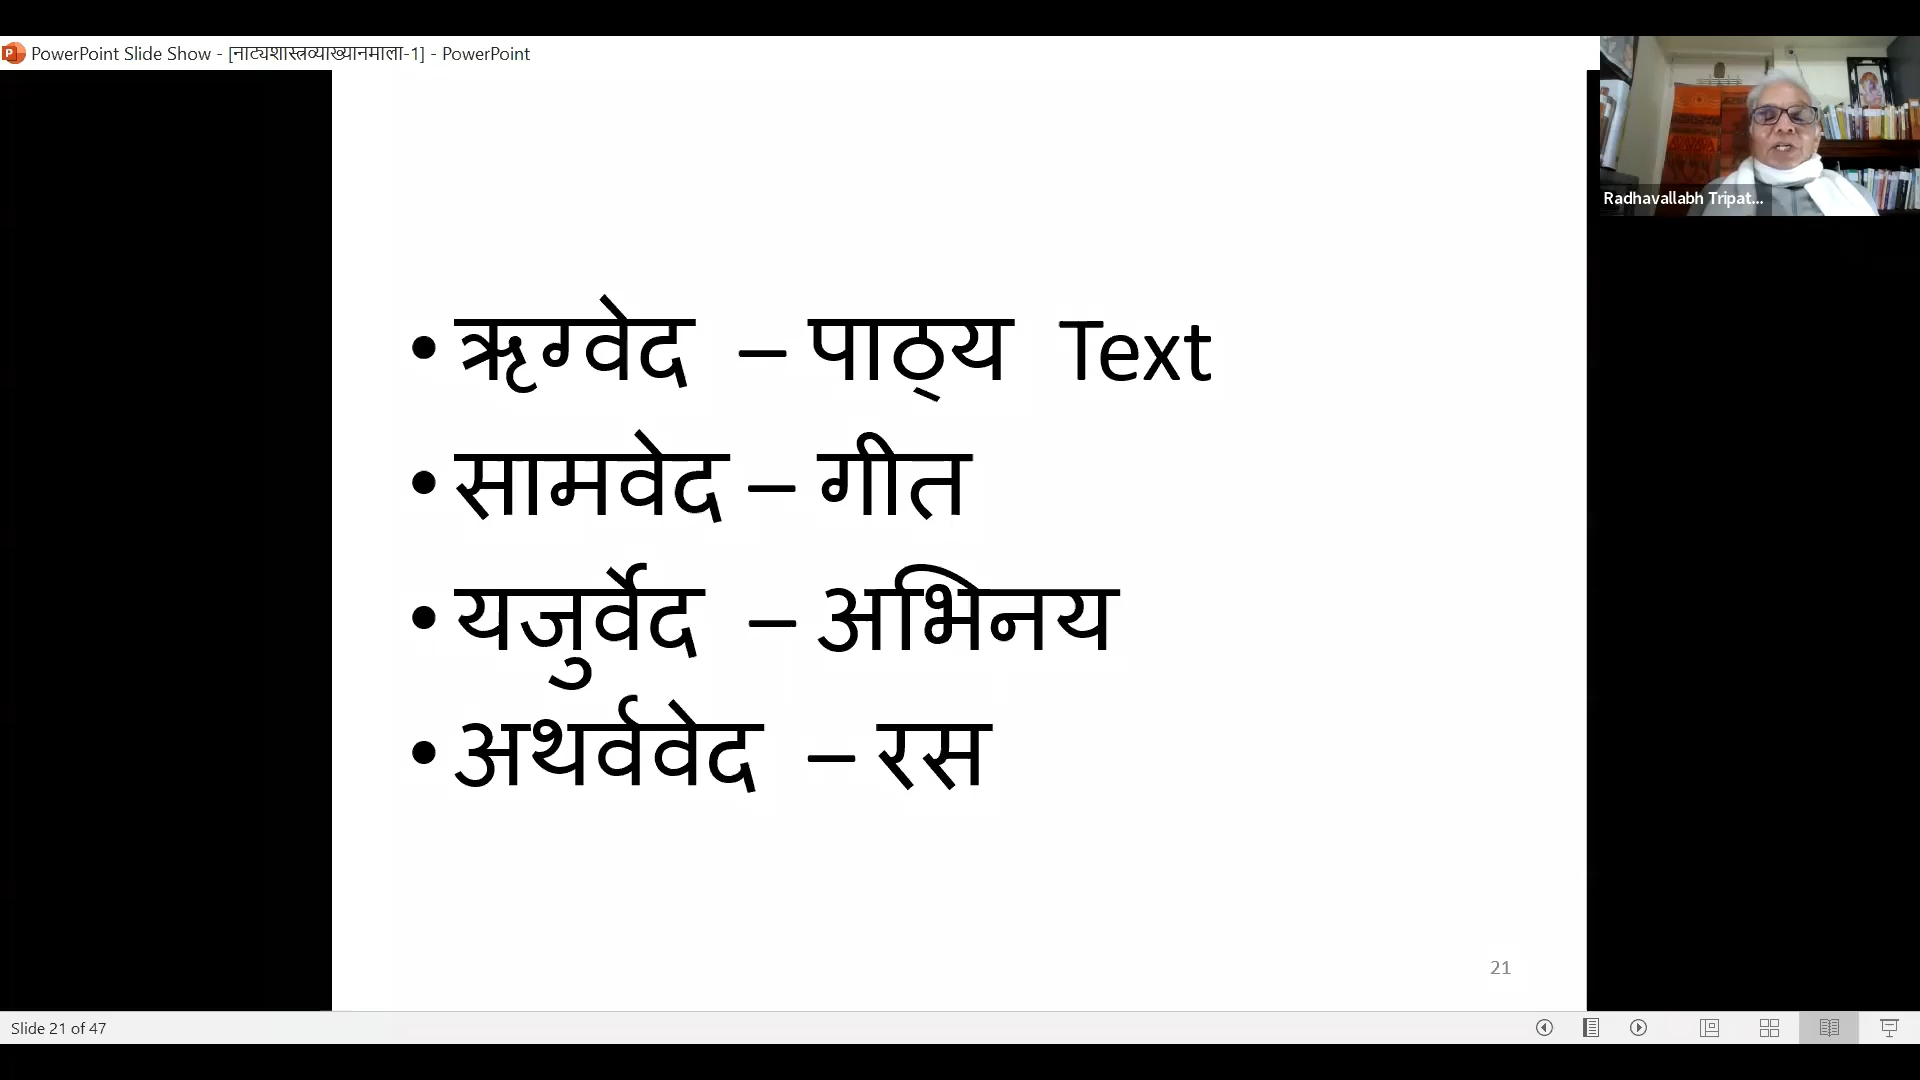 PowerPoint Slide Show - [नाट्यशास्त्रव्याख्यानमाला-1] - PowerPoint
Radhavallabh Tripat...
• ऋग्वेद – पाठ्य Text
• सामवेद – गीत
• यजुर्वेद – अभिनय
• अथर्ववेद – रस
21
Slide 21 of 47